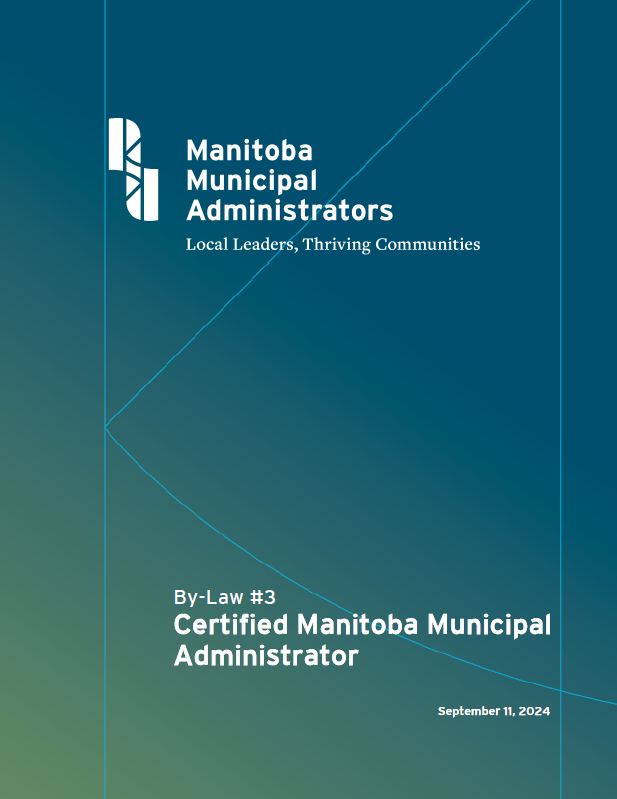 Manitoba
Municipal
Administrators
Local Leaders, Thriving Communities
By-Law #3
Certified Manitoba Municipal
Administrator
September 11, 2024